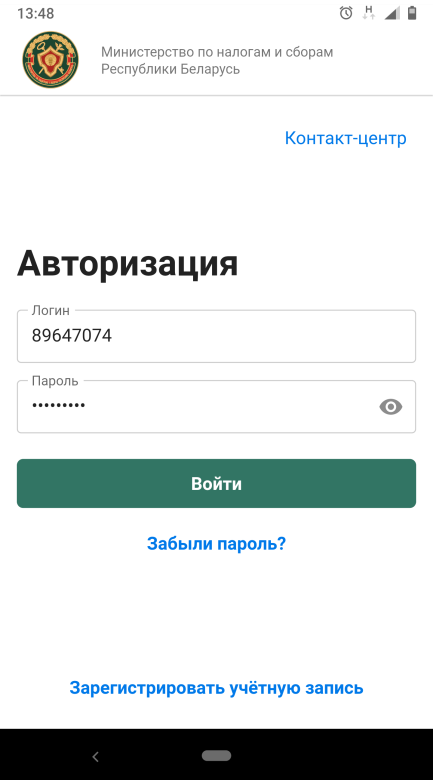 13:48
H
Министерство по налогам и сборам
Республики Беларусь
Контакт-центр
Авторизация
Логин
89647074
Пароль
•••••••••
Войти
Забыли пароль?
Зарегистрировать учётную запись